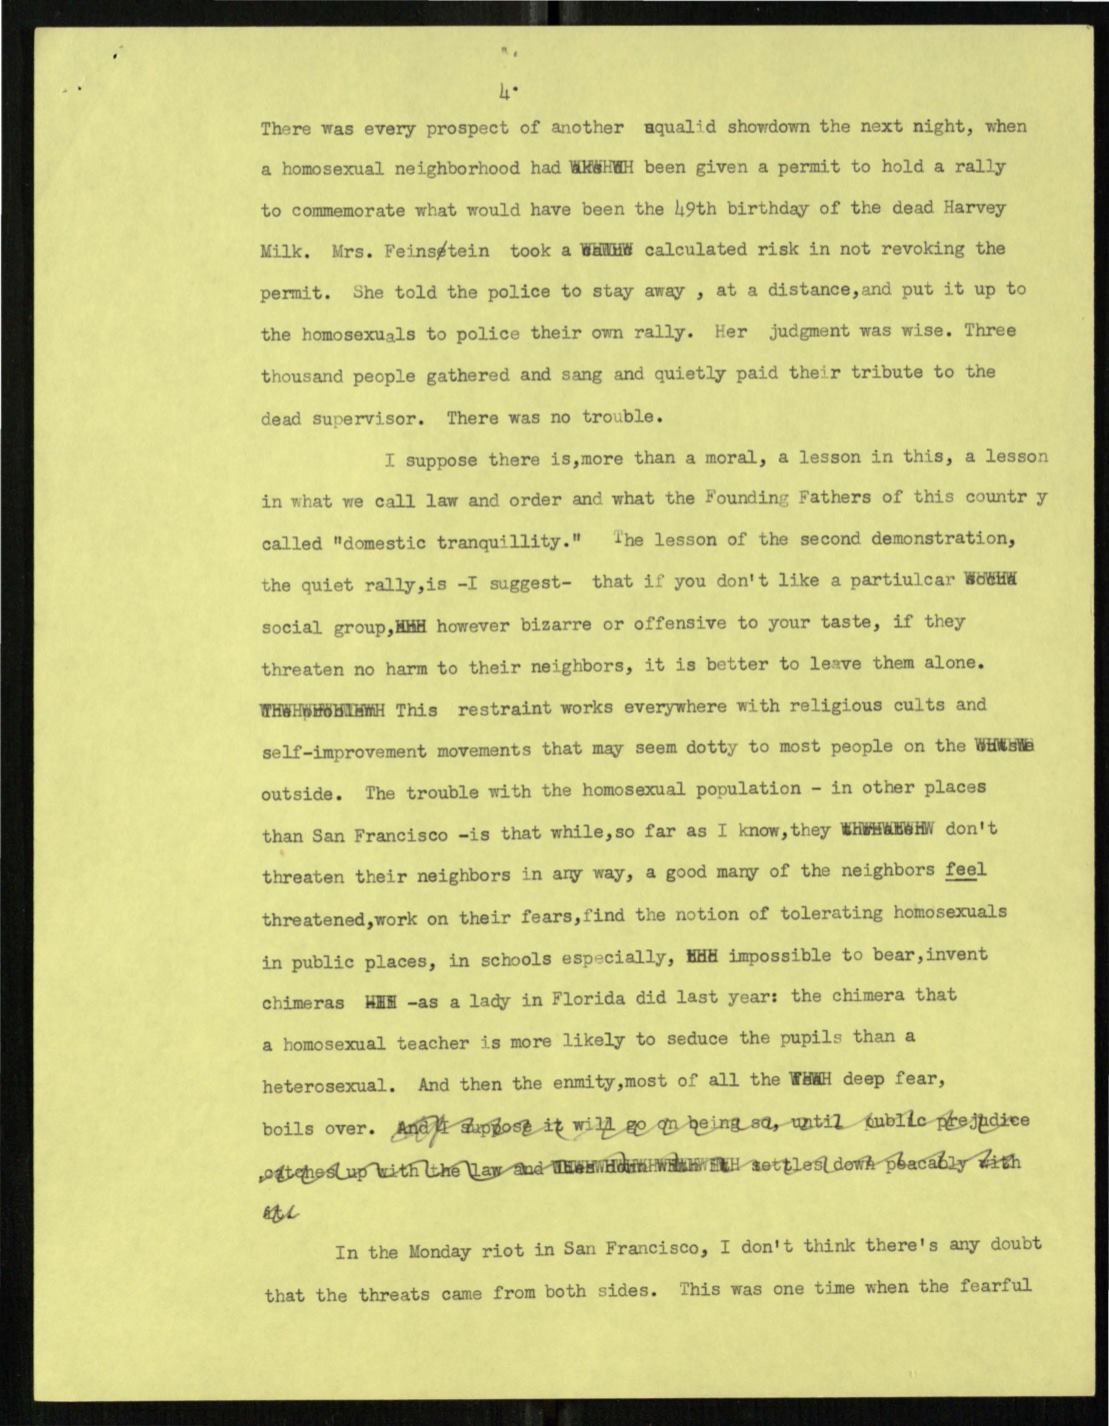 4.
There was every prospect of another squalid showdown the next night, when
a homosexual neighborhood had been given a permit to hold a rally
to commemorate what would have been the 49th birthday of the dead Harvey
Milk. Mrs. Feinstein took a calculated risk in not revoking the
permit. She told the police to stay away , at a distance,and put it up to
the homosexuals to police their own rally. Her judgment was wise. Three
thousand people gathered and sang and quietly paid their tribute to the
dead supervisor. There was no trouble.
I suppose there is,more than a moral, a lesson in this, a lesson
in what we call law and order and what the Founding Fathers of this countr y
called "domestic tranquillity." The lesson of the second demonstration,
the quiet rally,is -I suggest- that if you don't like a partiulcar
social group, however bizarre or offensive to your taste, if they
threaten no harm to their neighbors, it is better to leave them alone.
This restraint works everywhere with religious cults and
self-improvement movements that may seem dotty to most people on the
outside. The trouble with the homosexual population - in other places
than San Francisco -is that while,so far as I know,they don't
threaten their neighbors in any way, a good many of the neighbors feel
threatened,work on their fears,find the notion of tolerating homosexuals
in public places, in schools especially, impossible to bear,invent
chimeras -as a lady in Florida did last year: the chimera that
a homosexual teacher is more likely to seduce the pupils than a
heterosexual. And then the enmity,most of all the deep fear,
boils over. And I suppose it will go on being so, until public prejudice
catches up with the law and settles down peacably with
it.
In the Monday riot in San Francisco, I don't think there's any doubt
that the threats came from both sides. This was one time when the fearful